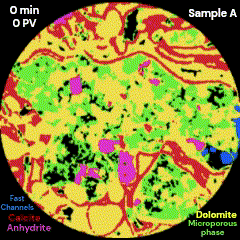 0 min
0 PV
Sample A
Fast
Channels
Calcite
Anhydrite
Dolomite
Microporous
phase